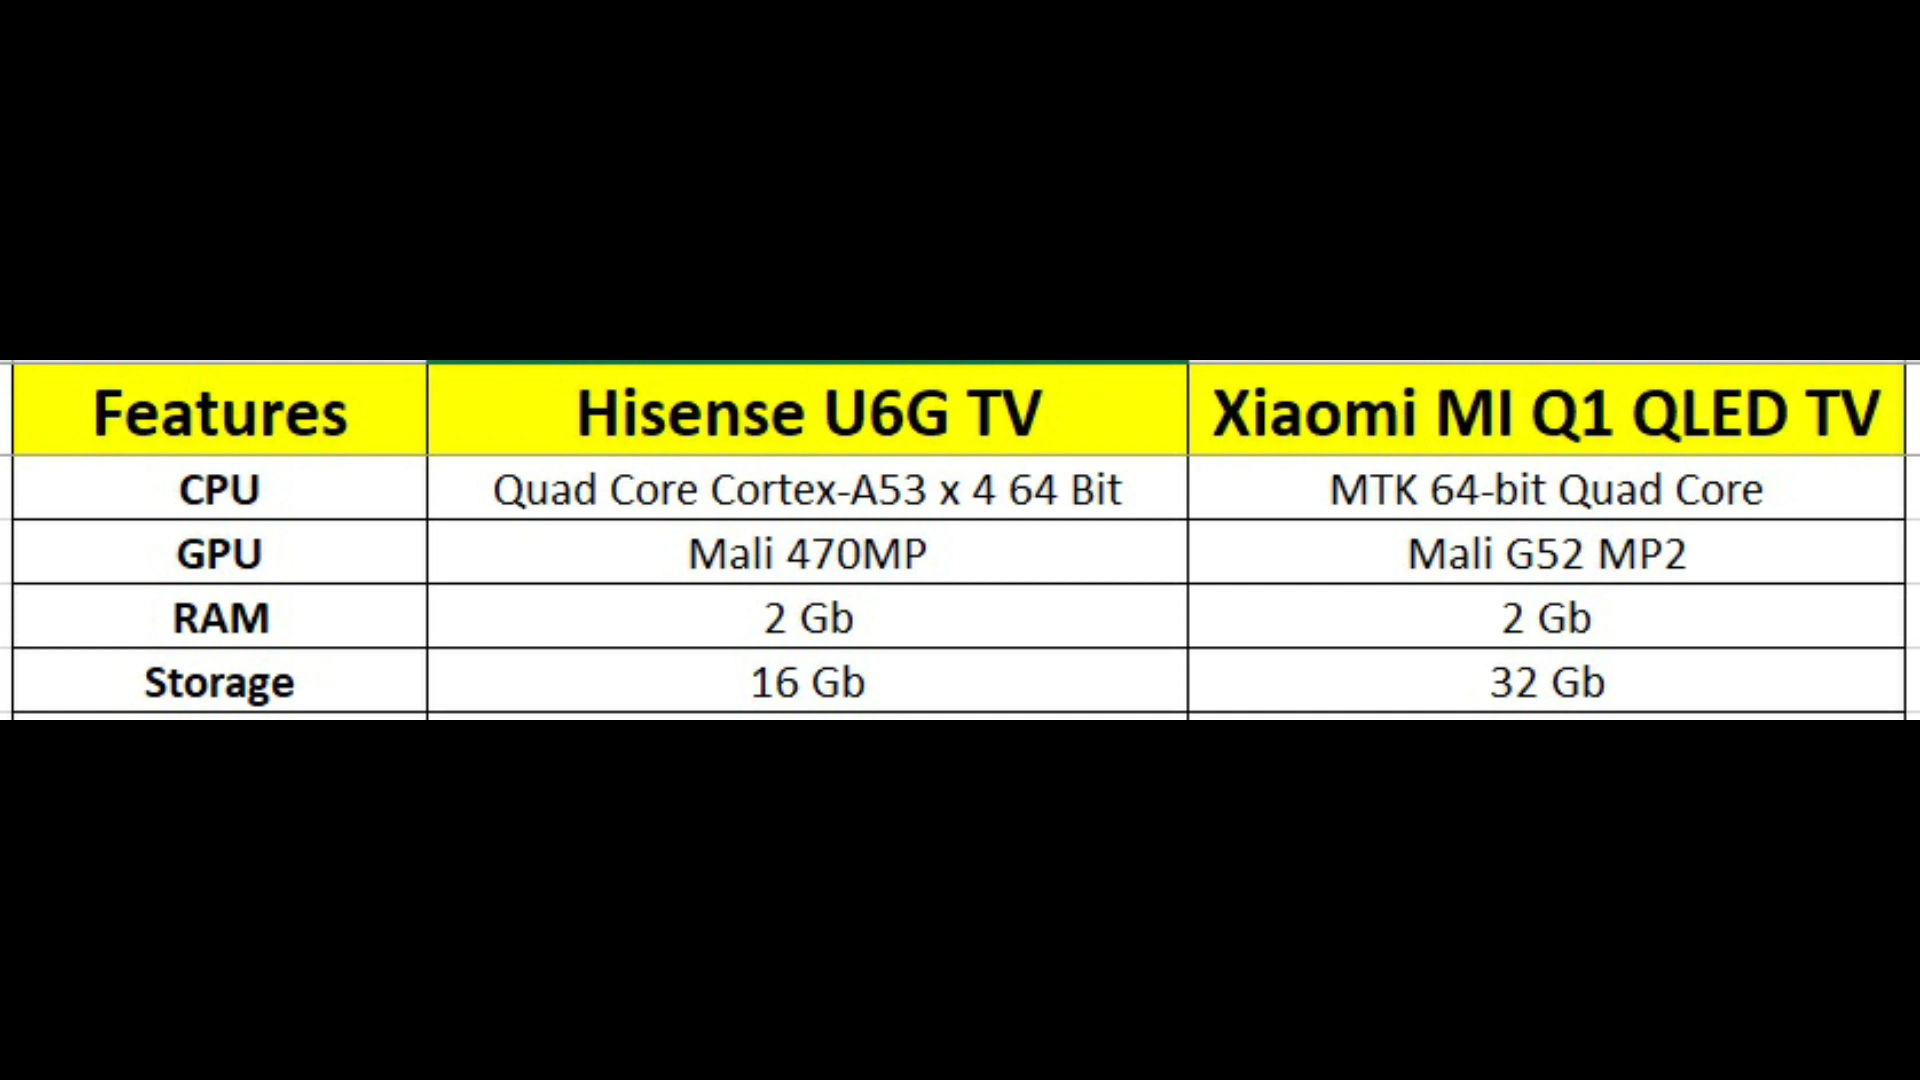 Features Hisense U6G TV Xiaomi MI Q1 QLED TV
CPU Quad Core Cortex-A53 x 4 64 Bit MTK 64-bit Quad Core
GPU Mali 470MP Mali G52 MP2
RAM 2 Gb 2 Gb
Storage 16 Gb 32 Gb